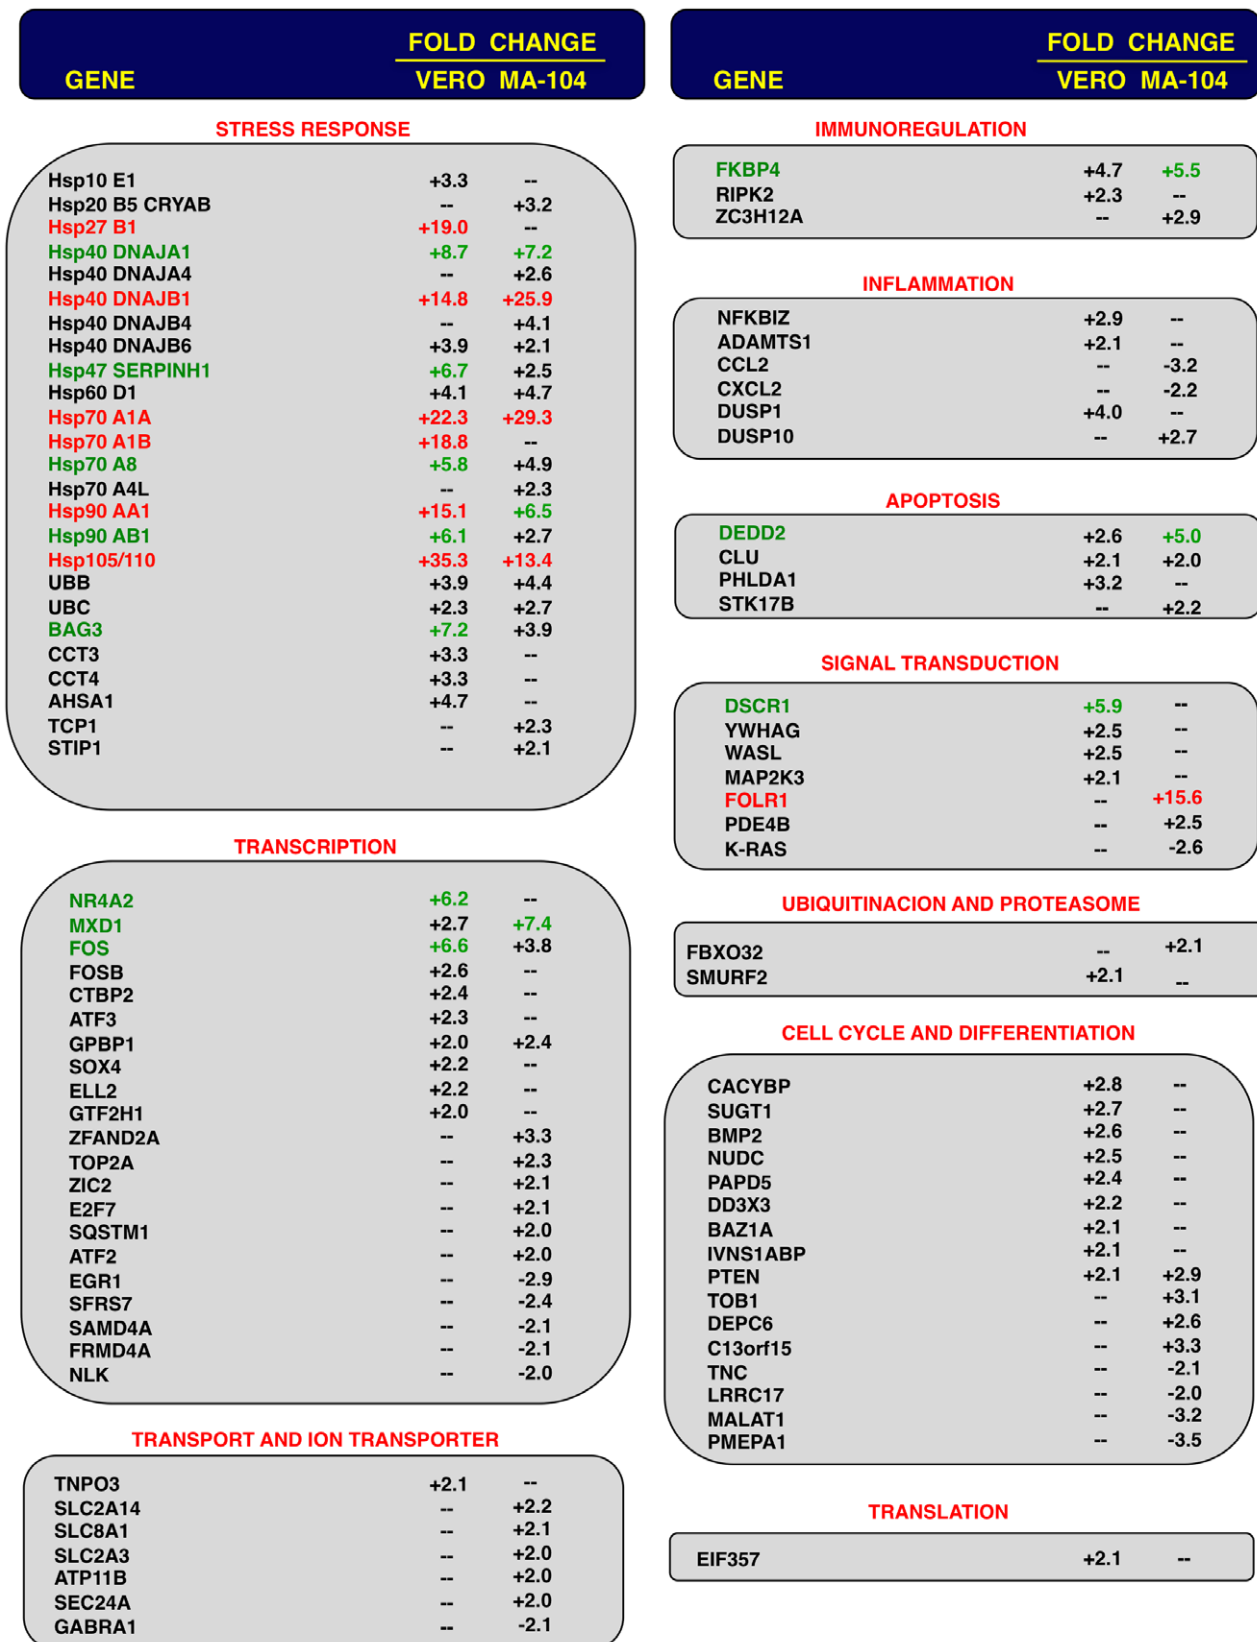 FOLD CHANGE
GENE VERO MA-104
STRESS RESPONSE
Hsp10 E1 +3.3 --
Hsp20 B5 CRYAB -- +3.2
Hsp27 B1 +19.0 --
Hsp40 DNAJA1 +8.7 +7.2
Hsp40 DNAJA4 -- +2.6
Hsp40 DNAJB1 +14.8 +25.9
Hsp40 DNAJB4 -- +4.1
Hsp40 DNAJB6 +3.9 +2.1
Hsp47 SERPINH1 +6.7 +2.5
Hsp60 D1 +4.1 +4.7
Hsp70 A1A +22.3 +29.3
Hsp70 A1B +18.8 --
Hsp70 A8 +5.8 +4.9
Hsp70 A4L -- +2.3
Hsp90 AA1 +15.1 +6.5
Hsp90 AB1 +6.1 +2.7
Hsp105/110 +35.3 +13.4
UBB +3.9 +4.4
UBC +2.3 +2.7
BAG3 +7.2 +3.9
CCT3 +3.3 --
CCT4 +3.3 --
AHSA1 +4.7 --
TCP1 -- +2.3
STIP1 -- +2.1
TRANSCRIPTION
NR4A2 +6.2 --
MXD1 +2.7 +7.4
FOS +6.6 +3.8
FOSB +2.6 --
CTBP2 +2.4 --
ATF3 +2.3 --
GPBP1 +2.0 +2.4
SOX4 +2.2 --
ELL2 +2.2 --
GTF2H1 +2.0 --
ZFAND2A -- +3.3
TOP2A -- +2.3
ZIC2 -- +2.1
E2F7 -- +2.1
SQSTM1 -- +2.0
ATF2 -- +2.0
EGR1 -- -2.9
SFRS7 -- -2.4
SAMD4A -- -2.1
FRMD4A -- -2.1
NLK -- -2.0
TRANSPORT AND ION TRANSPORTER
TNPO3 +2.1 --
SLC2A14 -- +2.2
SLC8A1 -- +2.1
SLC2A3 -- +2.0
ATP11B -- +2.0
SEC24A -- +2.0
GABRA1 -- -2.1
FOLD CHANGE
GENE VERO MA-104
IMMUNOREGULATION
FKBP4 +4.7 +5.5
RIPK2 +2.3 --
ZC3H12A -- +2.9
INFLAMMATION
NFKBIZ +2.9 --
ADAMTS1 +2.1 --
CCL2 -- -3.2
CXCL2 -- -2.2
DUSP1 +4.0 --
DUSP10 -- +2.7
APOPTOSIS
DEDD2 +2.6 +5.0
CLU +2.1 +2.0
PHLDA1 +3.2 --
STK17B -- +2.2
SIGNAL TRANSDUCTION
DSCR1 +5.9 --
YWHAG +2.5 --
WASL +2.5 --
MAP2K3 +2.1 --
FOLR1 -- +15.6
PDE4B -- +2.5
K-RAS -- -2.6
UBIQUITINACION AND PROTEASOME
FBXO32 -- +2.1
SMURF2 +2.1 --
CELL CYCLE AND DIFFERENTIATION
CACYBP +2.8 --
SUGT1 +2.7 --
BMP2 +2.6 --
NUDC +2.5 --
PAPD5 +2.4 --
DD3X3 +2.2 --
BAZ1A +2.1 --
IVNS1ABP +2.1 --
PTEN +2.1 +2.9
TOB1 -- +3.1
DEPC6 -- +2.6
C13orf15 -- +3.3
TNC -- -2.1
LRRC17 -- -2.0
MALAT1 -- -3.2
PMEPA1 -- -3.5
TRANSLATION
EIF357 +2.1 --